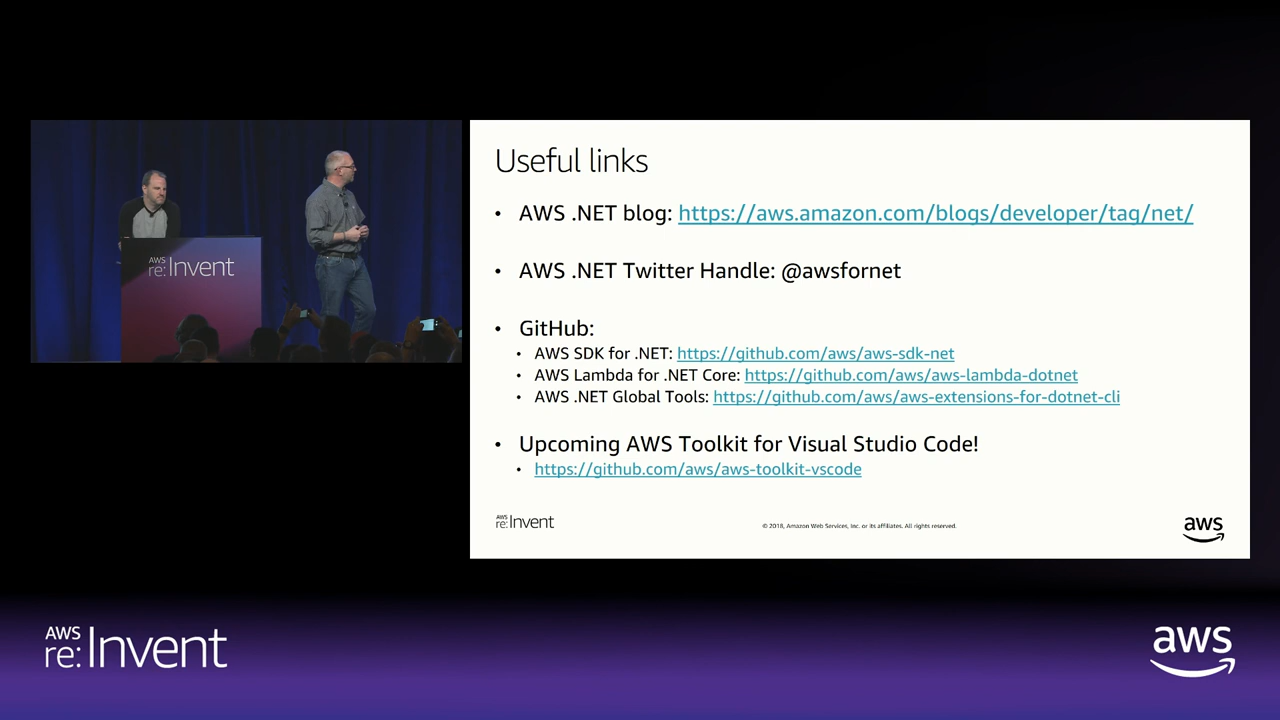 AWS
re:Invent
Useful links
• AWS .NET blog: https://aws.amazon.com/blogs/developer/tag/net/
• AWS .NET Twitter Handle: @awsfornet
• GitHub:
• AWS SDK for .NET: https://github.com/aws/aws-sdk-net
• AWS Lambda for .NET Core: https://github.com/aws/aws-lambda-dotnet
• AWS .NET Global Tools: https://github.com/aws/aws-extensions-for-dotnet-cli
• Upcoming AWS Toolkit for Visual Studio Code!
• https://github.com/aws/aws-toolkit-vscode
AWS
re:Invent
© 2018, Amazon Web Services, Inc. or its affiliates. All rights reserved.
aws
AWS
re:Invent
aws